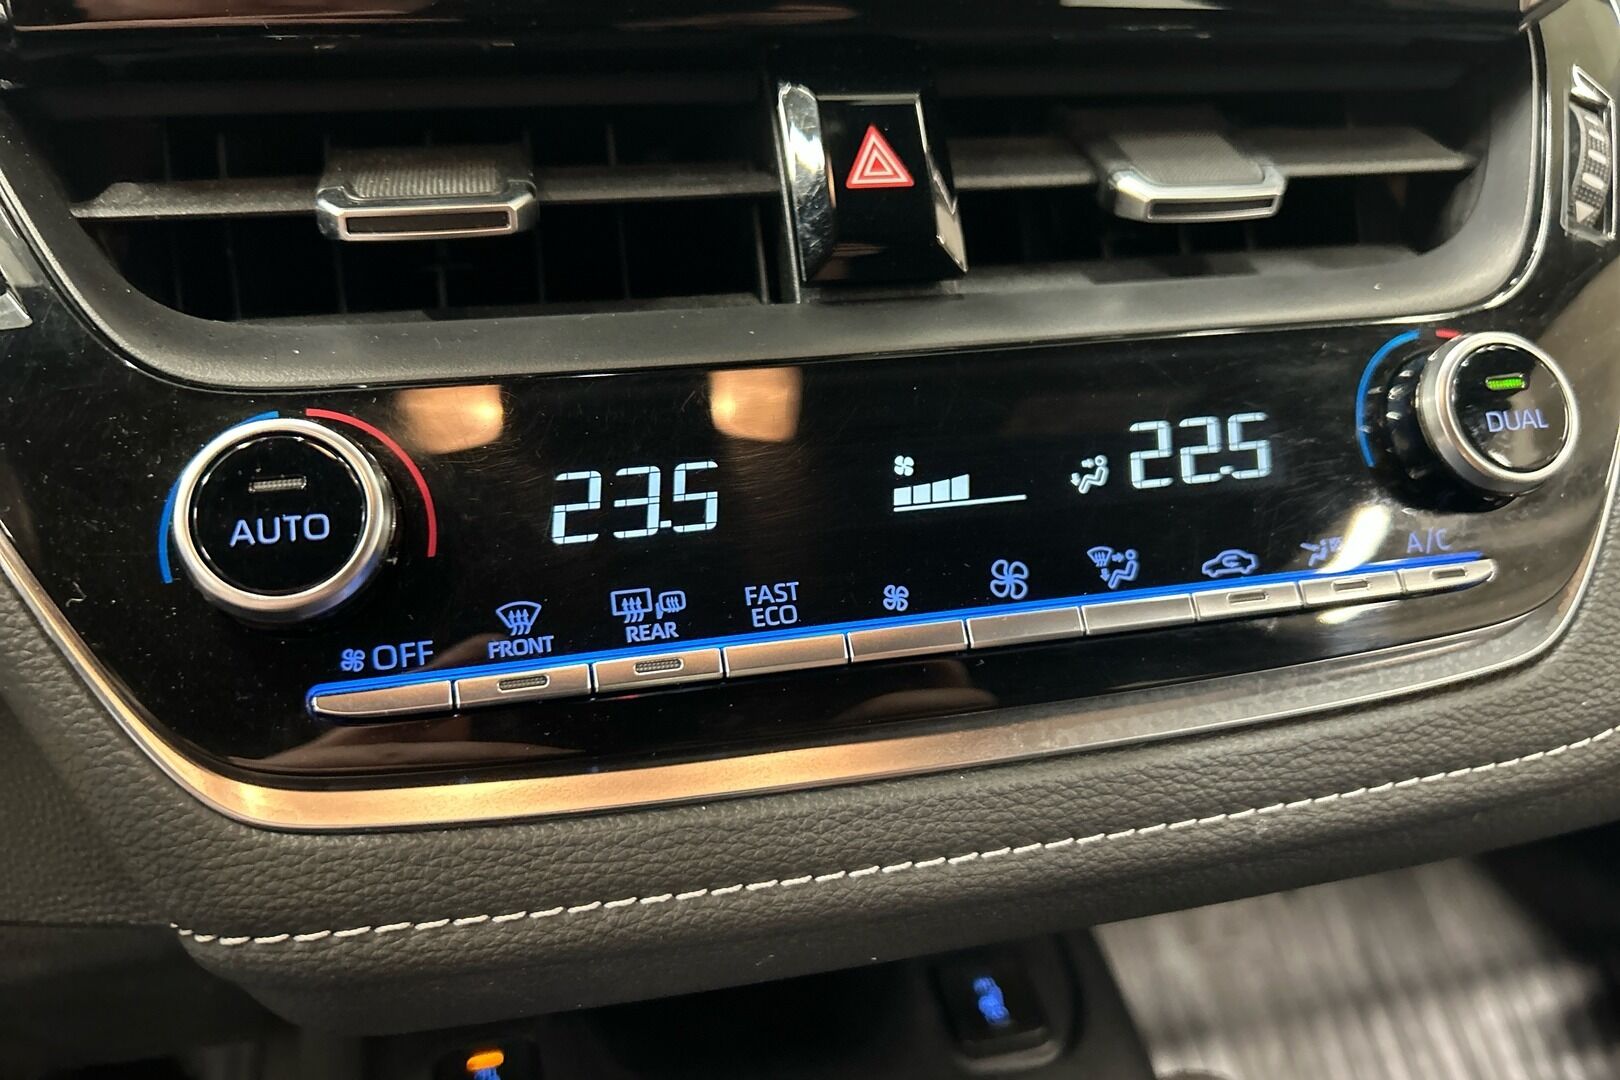 23.5
22.5
DUAL
AUTO
OFF
FRONT
REAR
FAST
ECO
A/C